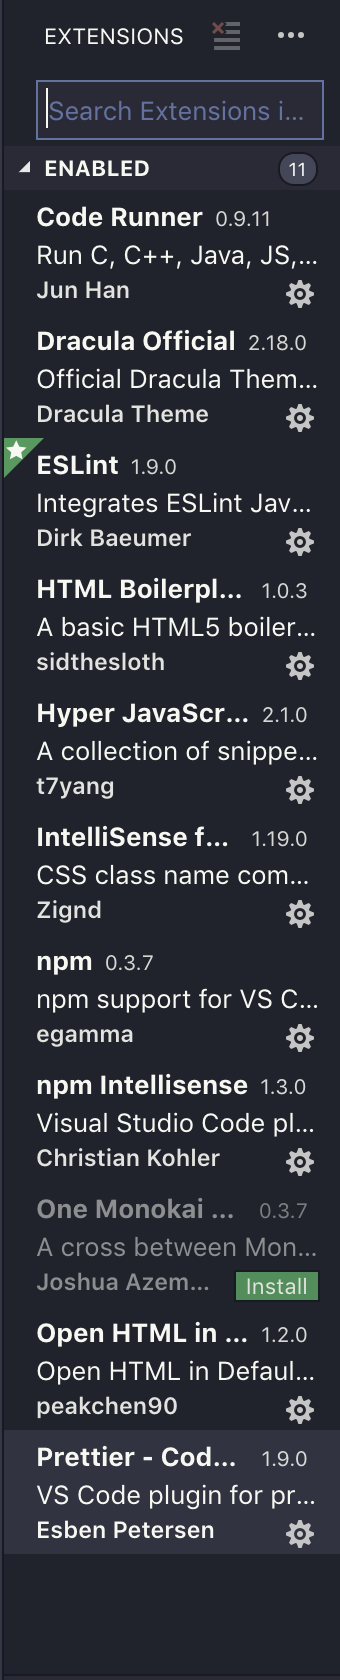 EXTENSIONS
Search Extensions i...
ENABLED 11
Code Runner 0.9.11
Run C, C++, Java, JS,...
Jun Han
Dracula Official 2.18.0
Official Dracula Them...
Dracula Theme
ESLint 1.9.0
Integrates ESLint Jav...
Dirk Baeumer
HTML Boilerpl... 1.0.3
A basic HTML5 boiler...
sidthesloth
Hyper JavaScr... 2.1.0
A collection of snippe...
t7yang
IntelliSense f... 1.19.0
CSS class name com...
Zignd
npm 0.3.7
npm support for VS C...
egamma
npm Intellisense 1.3.0
Visual Studio Code pl...
Christian Kohler
One Monokai ... 0.3.7
A cross between Mon...
Joshua Azem... Install
Open HTML in ... 1.2.0
Open HTML in Defaul...
peakchen90
Prettier - Cod... 1.9.0
VS Code plugin for pr...
Esben Petersen